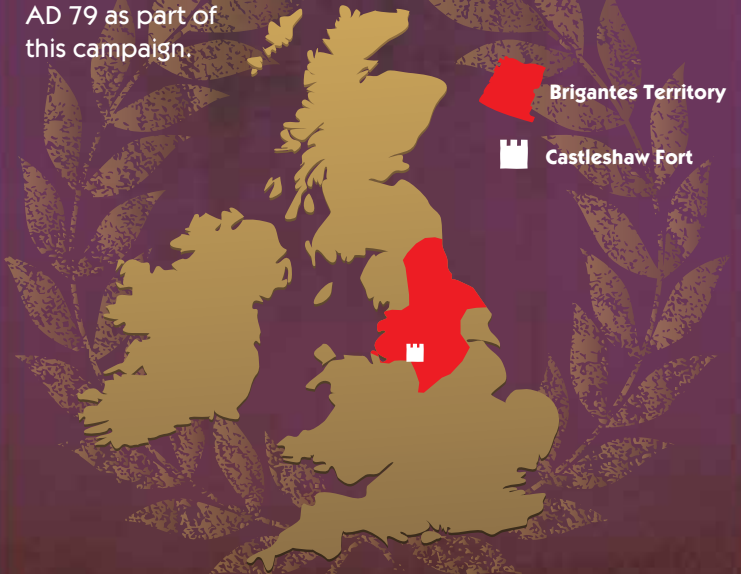 AD 79 as part of
this campaign.
Brigantes Territory
Castleshaw Fort